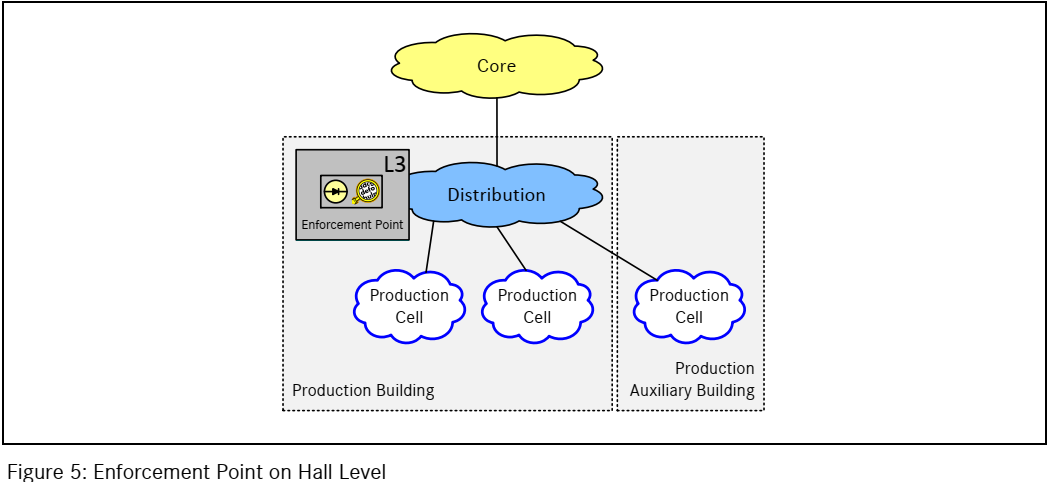 Core
L3
Enforcement Point
Distribution
Production
Cell
Production
Cell
Production
Cell
Production Building
Production
Auxiliary Building
Figure 5: Enforcement Point on Hall Level